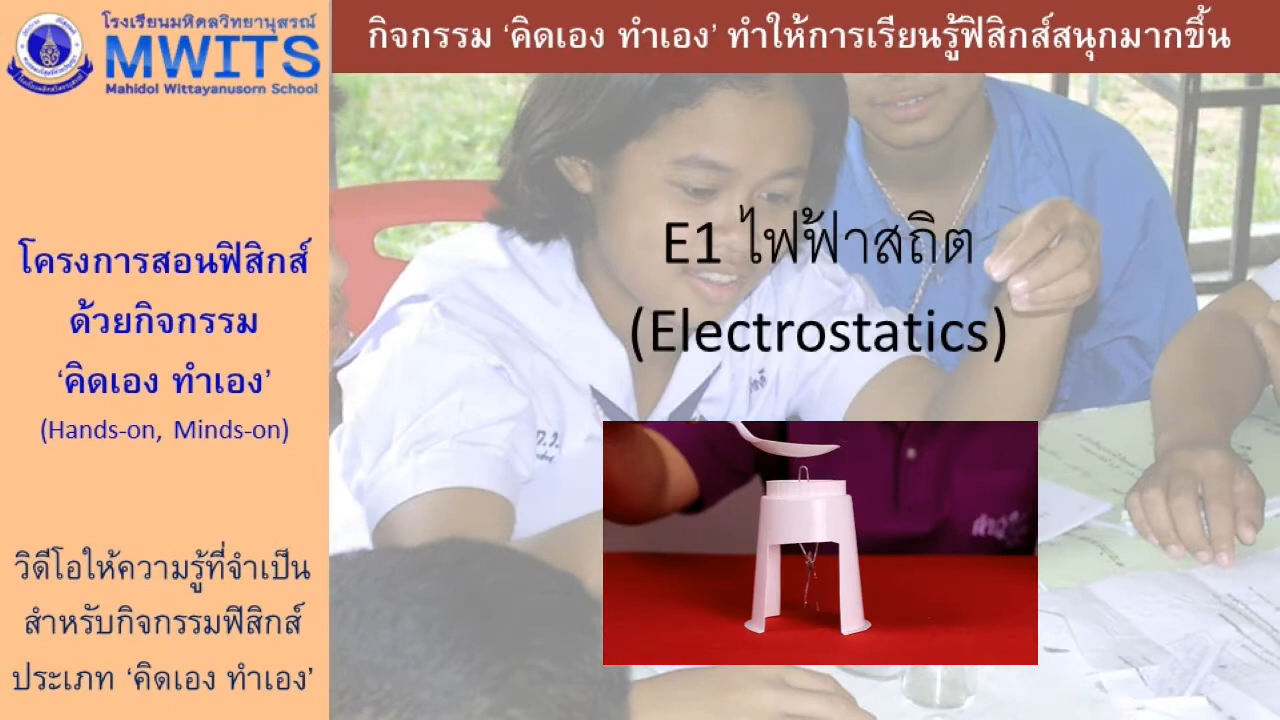 โรงเรียนมหิดลวิทยานุสรณ์
MWITS
Mahidol Wittayanusorn School
กิจกรรม ‘คิดเอง ทำเอง’ ทำให้การเรียนรู้ฟิสิกส์สนุกมากขึ้น
โครงการสอนฟิสิกส์
ด้วยกิจกรรม
‘คิดเอง ทำเอง’
(Hands-on, Minds-on)
วิดีโอให้ความรู้ที่จำเป็น
สำหรับกิจกรรมฟิสิกส์
ประเภท ‘คิดเอง ทำเอง’
E1 ไฟฟ้าสถิต
(Electrostatics)